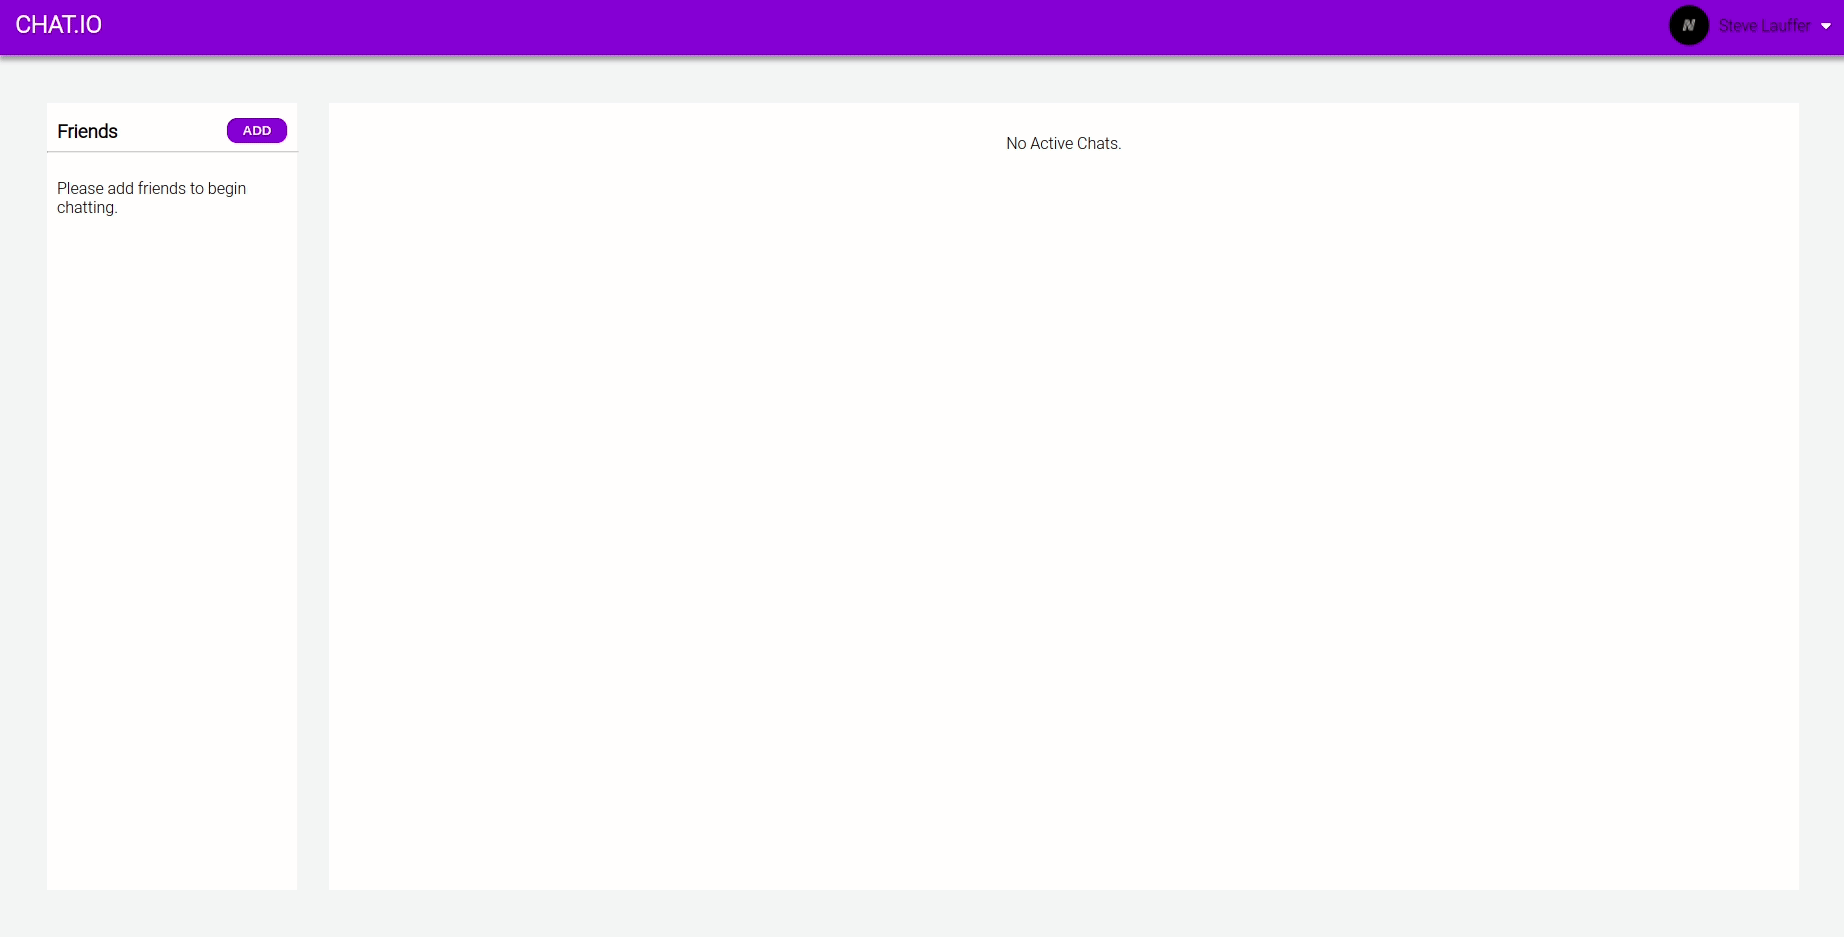 CHAT.IO
N
Steve Lauffer
Friends
ADD
Please add friends to begin
chatting.
No Active Chats.